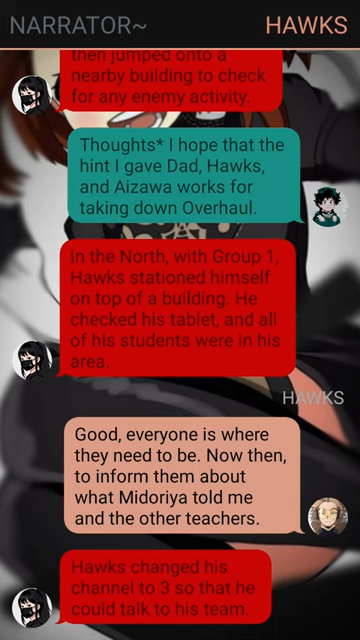 NARRATOR~ HAWKS
then jumped onto a
nearby building to check
for any enemy activity.
Thoughts* I hope that the
hint I gave Dad, Hawks,
and Aizawa works for
taking down Overhaul.
In the North, with Group 1,
Hawks stationed himself
on top of a building. He
checked his tablet, and all
of his students were in his
area.
HAWKS
Good, everyone is where
they need to be. Now then,
to inform them about
what Midoriya told me
and the other teachers.
Hawks changed his
channel to 3 so that he
could talk to his team.